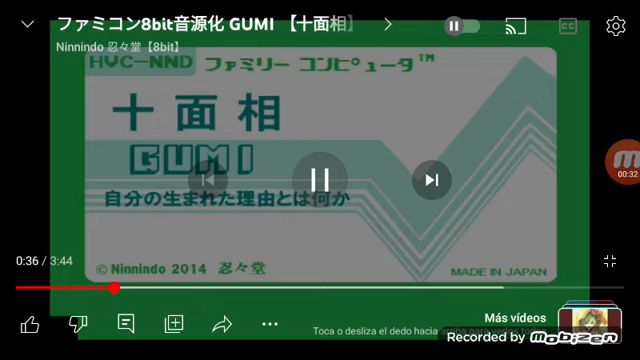 ファミコン8bit音源化 GUMI 【十面相】
Ninnindo 忍々堂【8bit】
HVC-NND ファミリー コンピュータ™
十面相
GUMI
自分の生まれた理由とは何か
00:32
0:36 / 3:44
© Ninnindo 2014 忍々堂
MADE IN JAPAN
Más vídeos
Toca o desliza el dedo hacia arriba para verlos todos
Recorded by Mobizen